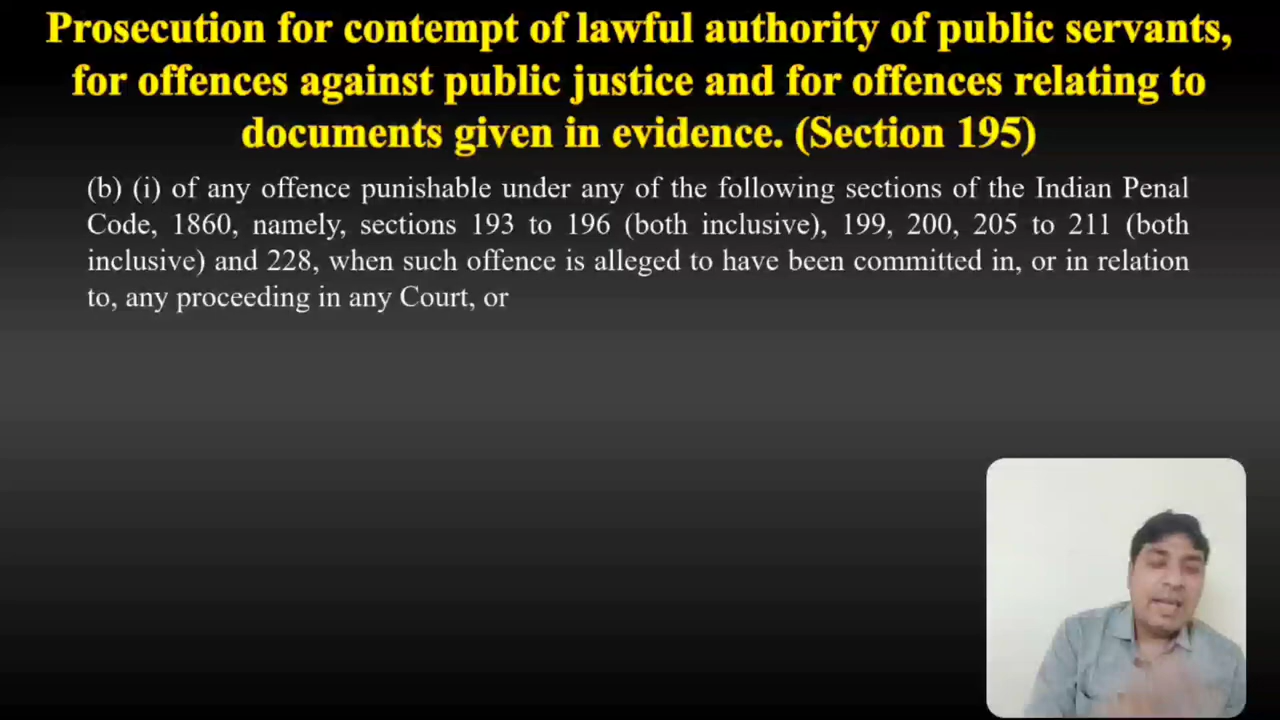 Prosecution for contempt of lawful authority of public servants,
for offences against public justice and for offences relating to
documents given in evidence. (Section 195)
(b) (i) of any offence punishable under any of the following sections of the Indian Penal
Code, 1860, namely, sections 193 to 196 (both inclusive), 199, 200, 205 to 211 (both
inclusive) and 228, when such offence is alleged to have been committed in, or in relation
to, any proceeding in any Court, or